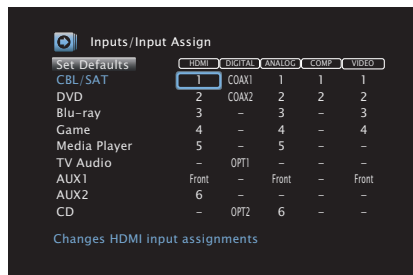 Inputs/Input Assign
Set Defaults HDMI DIGITAL ANALOG COMP VIDEO
CBL/SAT 1 COAX1 1 1 1
DVD 2 COAX2 2 2 2
Blu-ray 3 – 3 – 3
Game 4 – 4 – 4
Media Player 5 – 5 – –
TV Audio – OPT1 – – –
AUX1 Front – Front – Front
AUX2 6 – – – –
CD – OPT2 6 – –
Changes HDMI input assignments